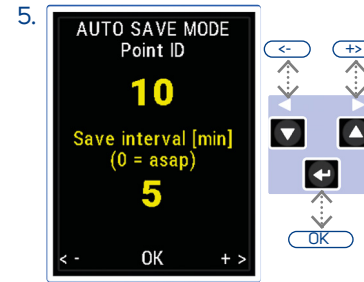 5.
AUTO SAVE MODE
Point ID
10
Save interval [min]
(0 = asap)
5
< - OK + >
<- +>
OK